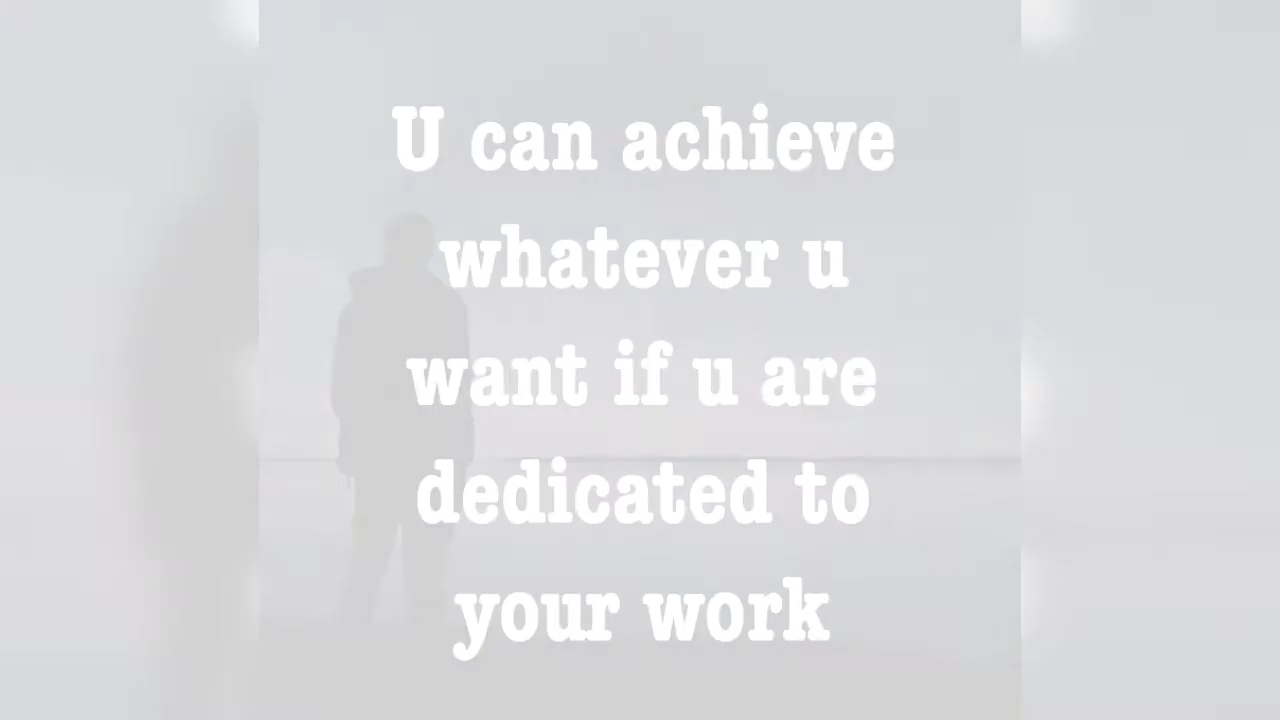 U can achieve
whatever u
want if u are
dedicated to
your work